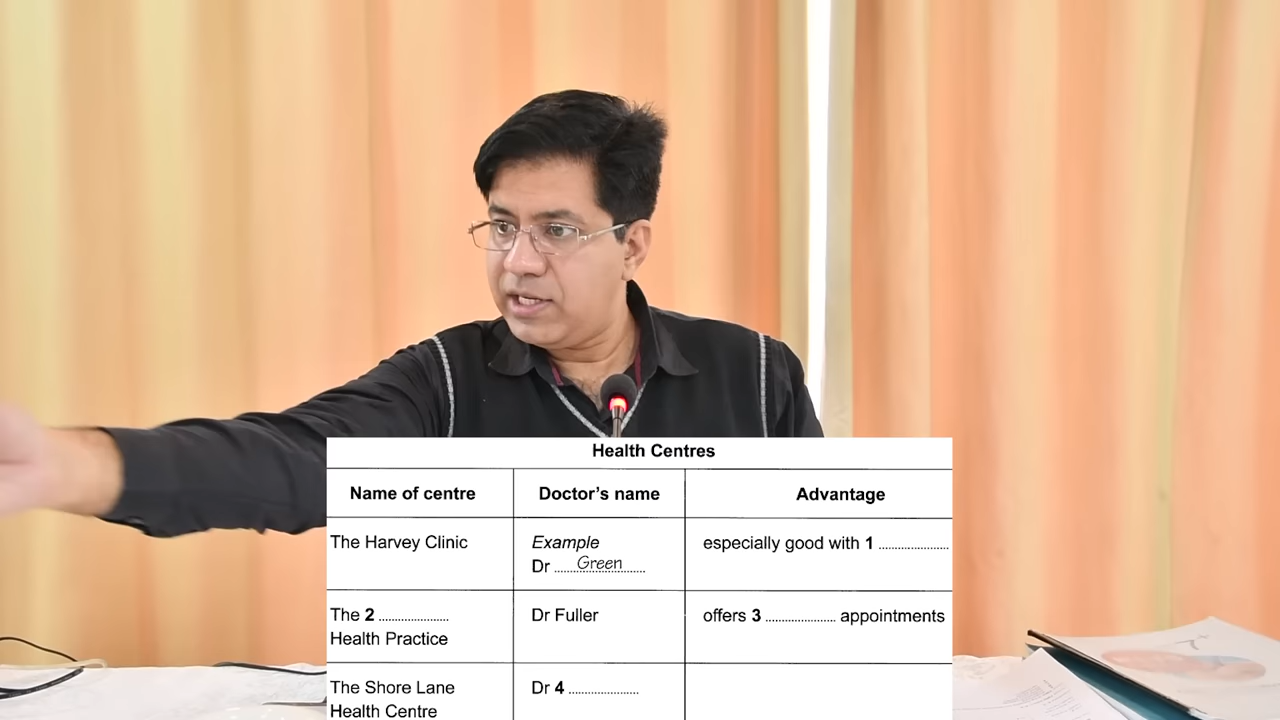 Health Centres
Name of centre Doctor's name Advantage
The Harvey Clinic Example especially good with 1 ....................
Dr ......Green......
The 2 .................... Dr Fuller offers 3 .................... appointments
Health Practice
The Shore Lane Dr 4 ....................
Health Centre